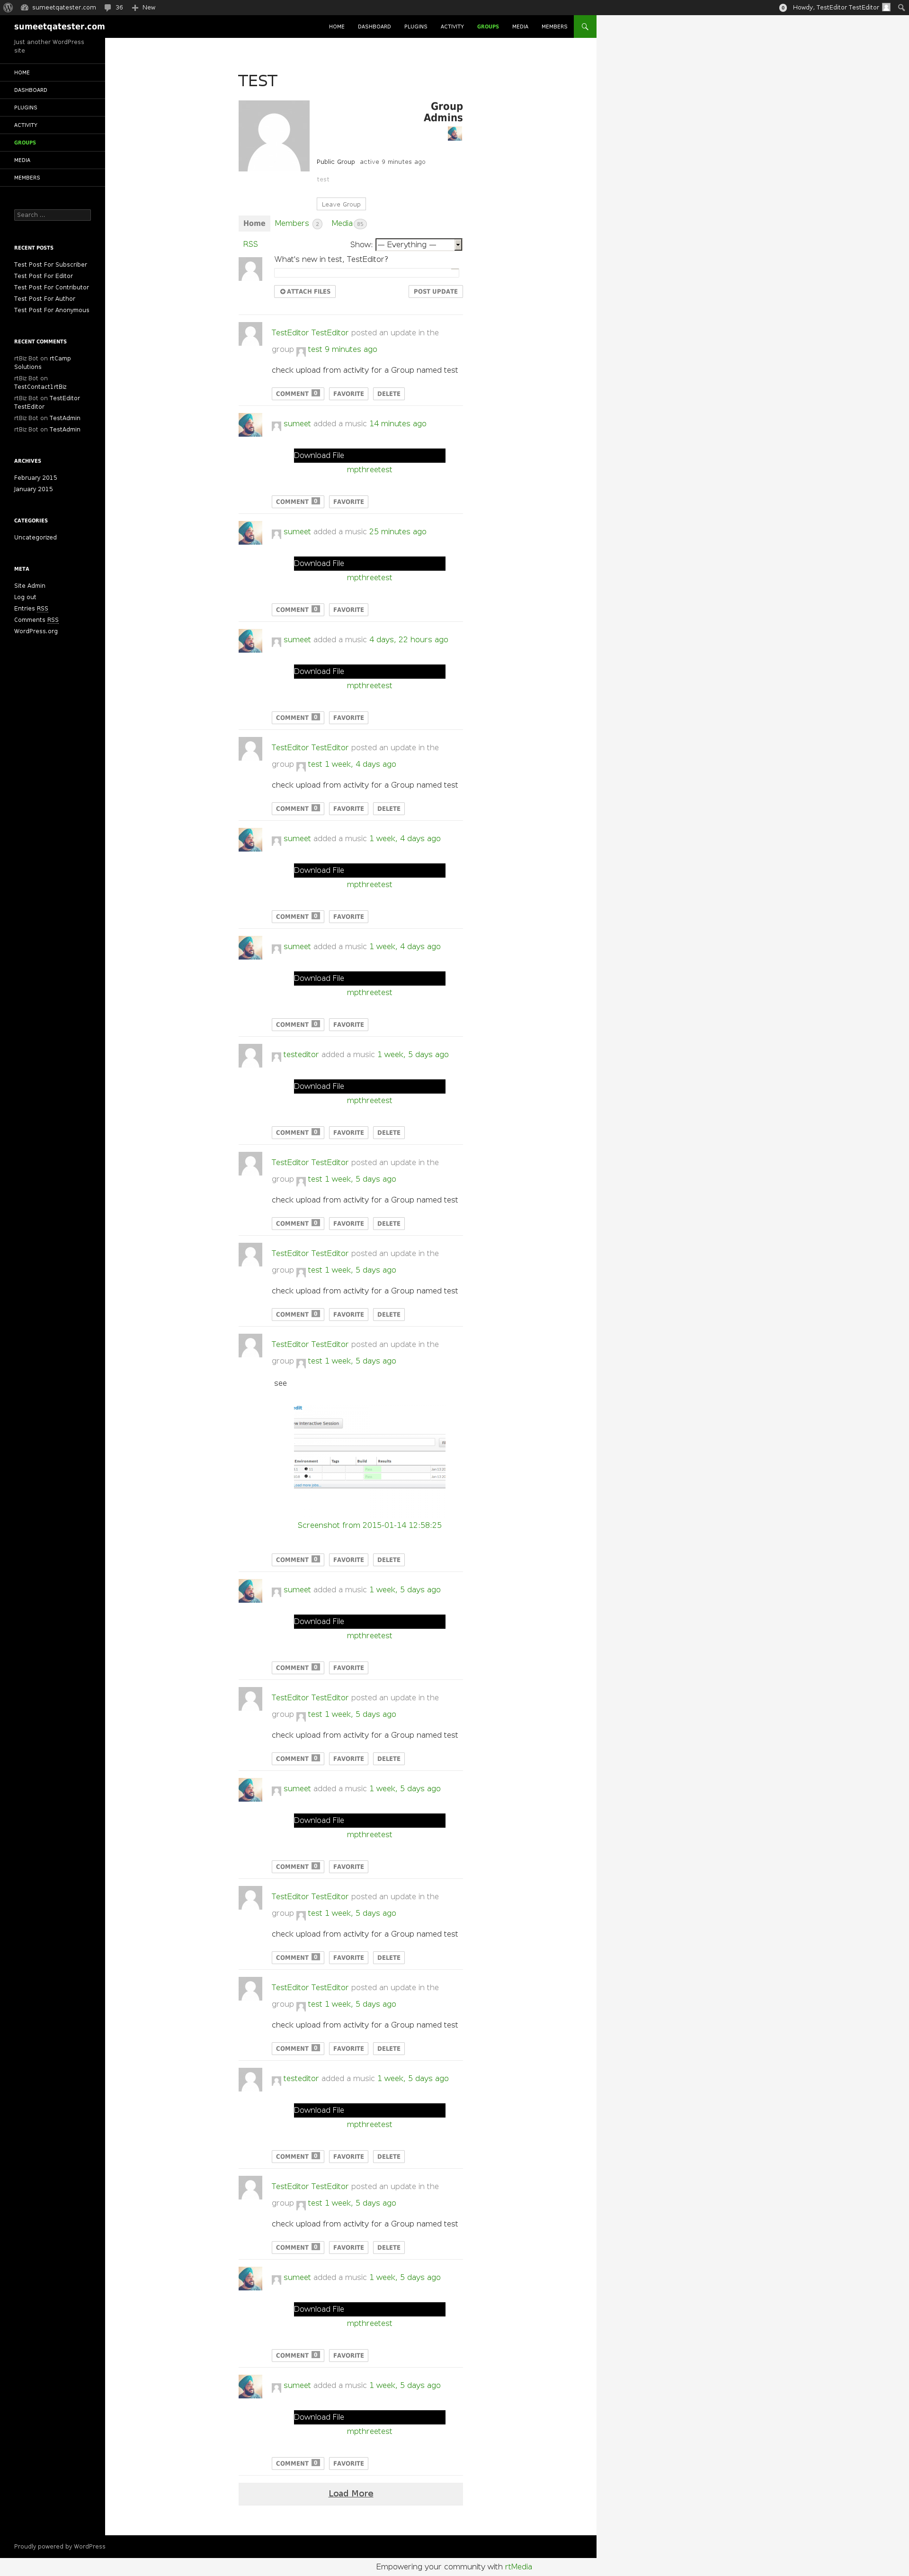 sumeetqatester.com 36 New 0 Howdy, TestEditor TestEditor
sumeetqatester.com
Just another WordPress
site
HOME
DASHBOARD
PLUGINS
ACTIVITY
GROUPS
MEDIA
MEMBERS
Search ...
RECENT POSTS
Test Post For Subscriber
Test Post For Editor
Test Post For Contributor
Test Post For Author
Test Post For Anonymous
RECENT COMMENTS
rtBiz Bot on rtCamp
Solutions
rtBiz Bot on
TestContact1rtBiz
rtBiz Bot on TestEditor
TestEditor
rtBiz Bot on TestAdmin
rtBiz Bot on TestAdmin
ARCHIVES
February 2015
January 2015
CATEGORIES
Uncategorized
META
Site Admin
Log out
Entries RSS
Comments RSS
WordPress.org
HOME DASHBOARD PLUGINS ACTIVITY GROUPS MEDIA MEMBERS
TEST
Group
Admins
Public Group active 9 minutes ago
test
Leave Group
Home Members 2 Media 85
RSS Show: — Everything —
What's new in test, TestEditor?
ATTACH FILES POST UPDATE
TestEditor TestEditor posted an update in the
group test 9 minutes ago
check upload from activity for a Group named test
COMMENT 0 FAVORITE DELETE
sumeet added a music 14 minutes ago
Download File
mpthreetest
COMMENT 0 FAVORITE
sumeet added a music 25 minutes ago
Download File
mpthreetest
COMMENT 0 FAVORITE
sumeet added a music 4 days, 22 hours ago
Download File
mpthreetest
COMMENT 0 FAVORITE
TestEditor TestEditor posted an update in the
group test 1 week, 4 days ago
check upload from activity for a Group named test
COMMENT 0 FAVORITE DELETE
sumeet added a music 1 week, 4 days ago
Download File
mpthreetest
COMMENT 0 FAVORITE
sumeet added a music 1 week, 4 days ago
Download File
mpthreetest
COMMENT 0 FAVORITE
testeditor added a music 1 week, 5 days ago
Download File
mpthreetest
COMMENT 0 FAVORITE DELETE
TestEditor TestEditor posted an update in the
group test 1 week, 5 days ago
check upload from activity for a Group named test
COMMENT 0 FAVORITE DELETE
TestEditor TestEditor posted an update in the
group test 1 week, 5 days ago
check upload from activity for a Group named test
COMMENT 0 FAVORITE DELETE
TestEditor TestEditor posted an update in the
group test 1 week, 5 days ago
see
Interactive Session
Environment Tags Build Results
Screenshot from 2015-01-14 12:58:25
COMMENT 0 FAVORITE DELETE
sumeet added a music 1 week, 5 days ago
Download File
mpthreetest
COMMENT 0 FAVORITE
TestEditor TestEditor posted an update in the
group test 1 week, 5 days ago
check upload from activity for a Group named test
COMMENT 0 FAVORITE DELETE
sumeet added a music 1 week, 5 days ago
Download File
mpthreetest
COMMENT 0 FAVORITE
TestEditor TestEditor posted an update in the
group test 1 week, 5 days ago
check upload from activity for a Group named test
COMMENT 0 FAVORITE DELETE
TestEditor TestEditor posted an update in the
group test 1 week, 5 days ago
check upload from activity for a Group named test
COMMENT 0 FAVORITE DELETE
testeditor added a music 1 week, 5 days ago
Download File
mpthreetest
COMMENT 0 FAVORITE DELETE
TestEditor TestEditor posted an update in the
group test 1 week, 5 days ago
check upload from activity for a Group named test
COMMENT 0 FAVORITE DELETE
sumeet added a music 1 week, 5 days ago
Download File
mpthreetest
COMMENT 0 FAVORITE
sumeet added a music 1 week, 5 days ago
Download File
mpthreetest
COMMENT 0 FAVORITE
Load More
Proudly powered by WordPress
Empowering your community with rtMedia